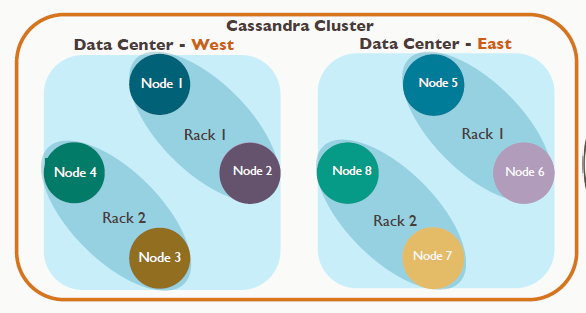 Cassandra Cluster
Data Center - West
Node 1
Rack 1
Node 2
Node 4
Rack 2
Node 3
Data Center - East
Node 5
Rack 1
Node 6
Node 8
Rack 2
Node 7